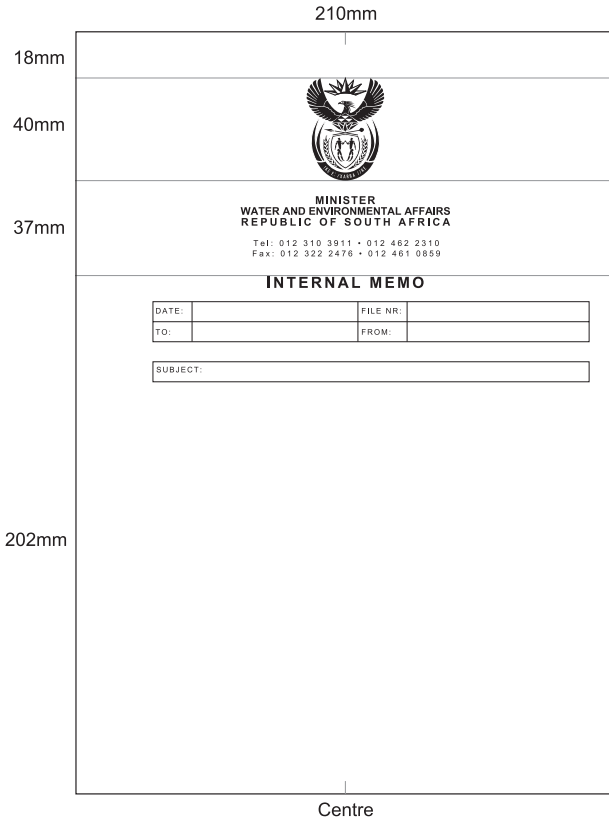 210mm
18mm
40mm
37mm
MINISTER
WATER AND ENVIRONMENTAL AFFAIRS
REPUBLIC OF SOUTH AFRICA
Tel: 012 310 3911 • 012 462 2310
Fax: 012 322 2476 • 012 461 0859
INTERNAL MEMO
DATE: FILE NR:
TO: FROM:
SUBJECT:
202mm
Centre